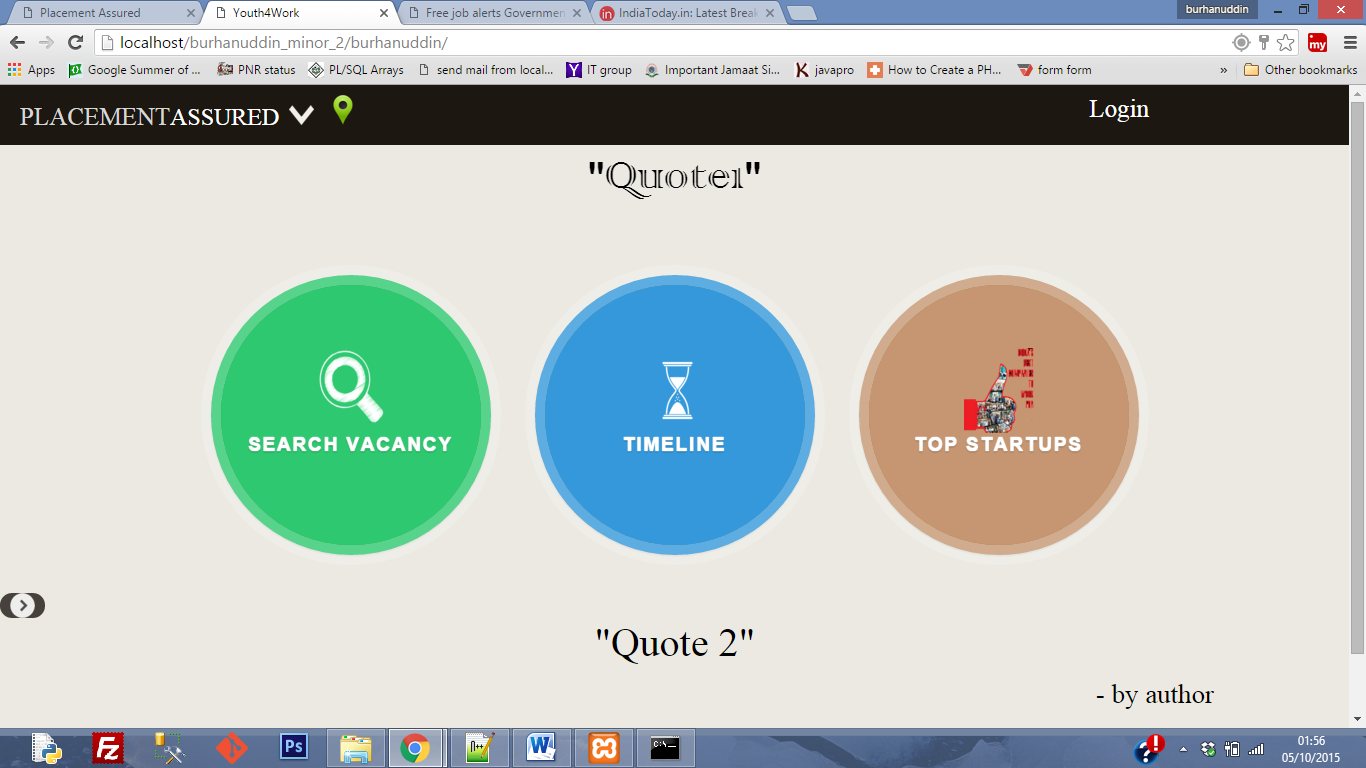 Placement Assured
Youth4Work
Free job alerts Governmen
IndiaToday.in: Latest Break
burhanuddin
localhost/burhanuddin_minor_2/burhanuddin/
my
Apps
Google Summer of ...
PNR status
PL/SQL Arrays
send mail from local...
Y IT group
Important Jamaat Si...
K javapro
How to Create a PH...
form form
»
Other bookmarks
PLACEMENTASSURED
Login
"Quote1"
SEARCH VACANCY
TIMELINE
TOP STARTUPS
"Quote 2"
- by author
Fz
Ps
W
C:\
01:56
05/10/2015